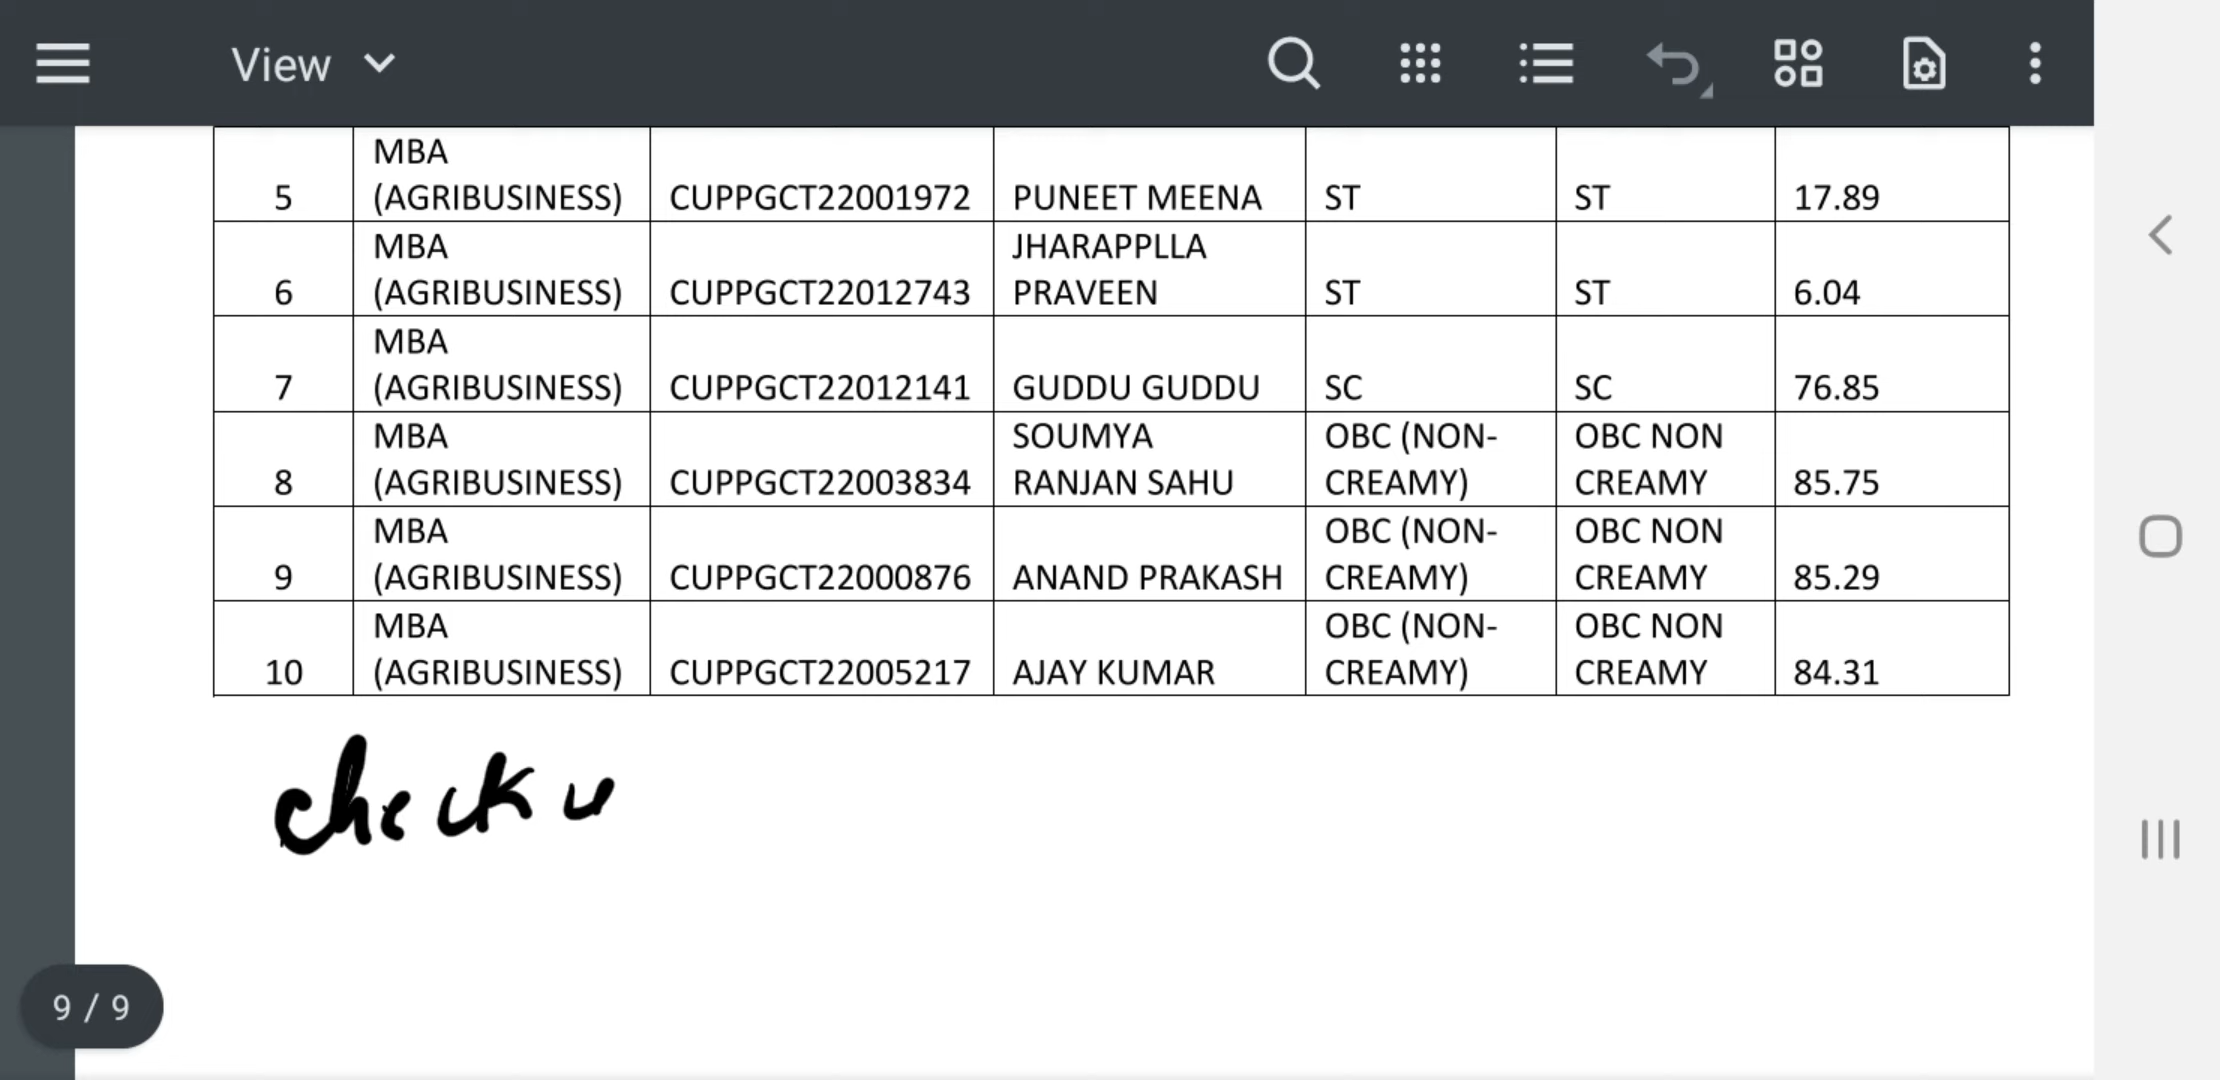 View
MBA
5 (AGRIBUSINESS) CUPPGCT22001972 PUNEET MEENA ST ST 17.89
MBA JHARAPPLLA
6 (AGRIBUSINESS) CUPPGCT22012743 PRAVEEN ST ST 6.04
MBA
7 (AGRIBUSINESS) CUPPGCT22012141 GUDDU GUDDU SC SC 76.85
MBA SOUMYA OBC (NON- OBC NON
8 (AGRIBUSINESS) CUPPGCT22003834 RANJAN SAHU CREAMY) CREAMY 85.75
MBA OBC (NON- OBC NON
9 (AGRIBUSINESS) CUPPGCT22000876 ANAND PRAKASH CREAMY) CREAMY 85.29
MBA OBC (NON- OBC NON
10 (AGRIBUSINESS) CUPPGCT22005217 AJAY KUMAR CREAMY) CREAMY 84.31
check u
9 / 9